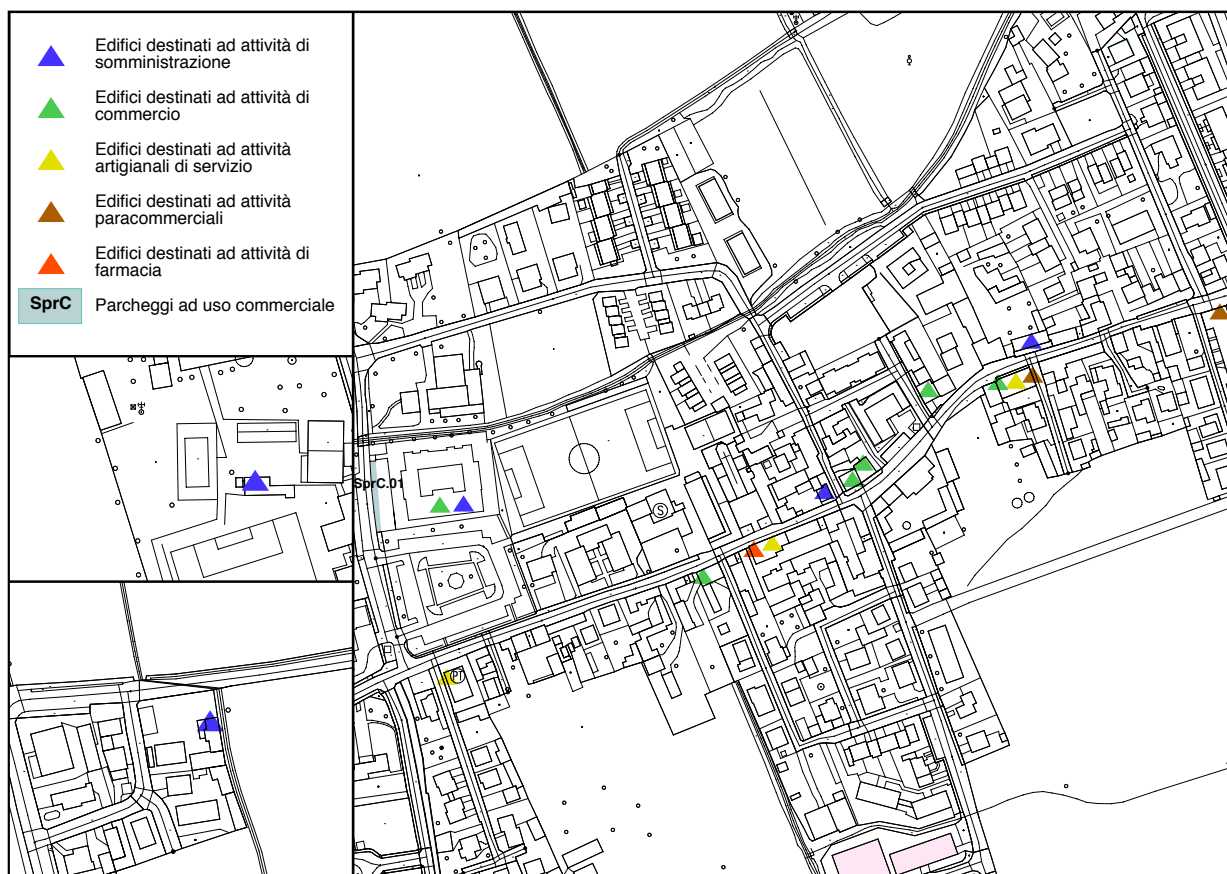 Edifici destinati ad attività di
somministrazione
Edifici destinati ad attività di
commercio
Edifici destinati ad attività
artigianali di servizio
Edifici destinati ad attività
paracommerciali
Edifici destinati ad attività di
farmacia
SprC Parcheggi ad uso commerciale
SprC.01
S
PT